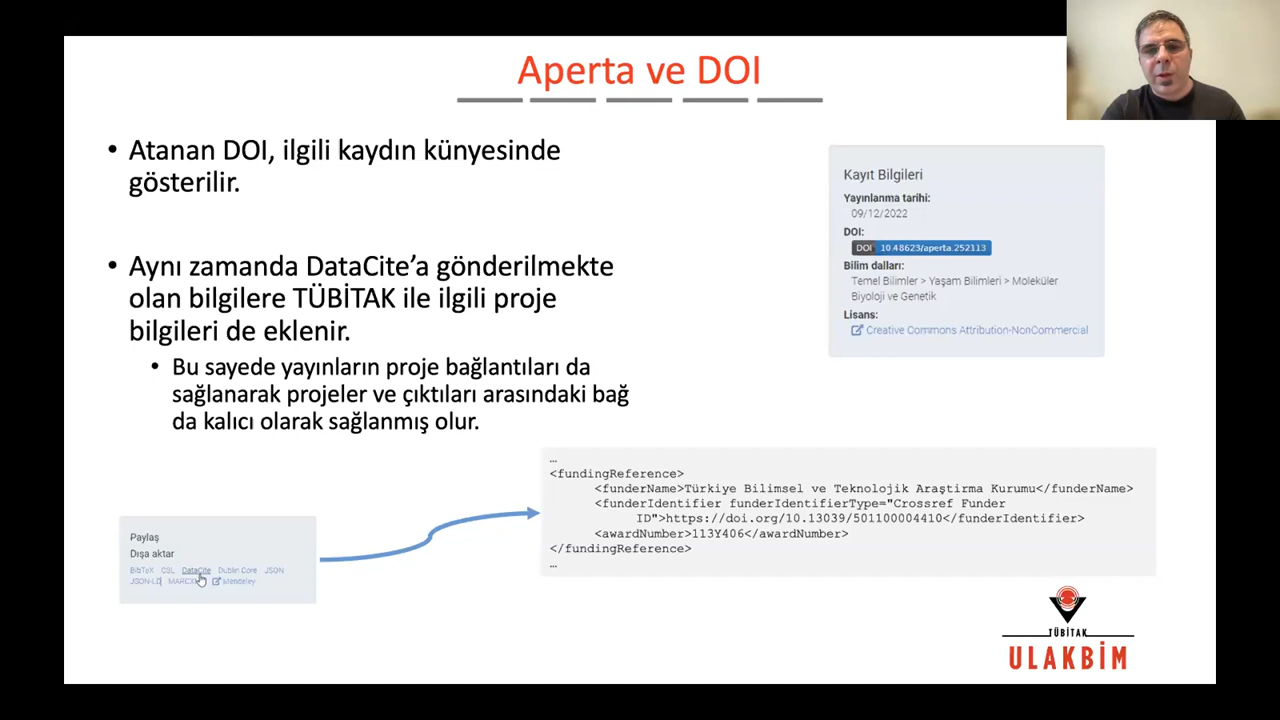 Aperta ve DOI
• Atanan DOI, ilgili kaydın künyesinde
gösterilir.
• Aynı zamanda DataCite’a gönderilmekte
olan bilgilere TÜBİTAK ile ilgili proje
bilgileri de eklenir.
• Bu sayede yayınların proje bağlantıları da
sağlanarak projeler ve çıktıları arasındaki bağ
da kalıcı olarak sağlanmış olur.
Kayıt Bilgileri
Yayınlanma tarihi:
09/12/2022
DOI:
DOI 10.48623/aperta.252113
Bilim dalları:
Temel Bilimler > Yaşam Bilimleri > Moleküler
Biyoloji ve Genetik
Lisans:
Creative Commons Attribution-NonCommercial
Paylaş
Dışa aktar
BibTeX CSL DataCite Dublin Core JSON
JSON-LD Mendeley
…
<fundingReference>
<funderName>Türkiye Bilimsel ve Teknolojik Araştırma Kurumu</funderName>
<funderIdentifier funderIdentifierType="Crossref Funder
ID">https://doi.org/10.13039/501100004410</funderIdentifier>
<awardNumber>113Y406</awardNumber>
</fundingReference>
…
TÜBİTAK
ULAKBİM